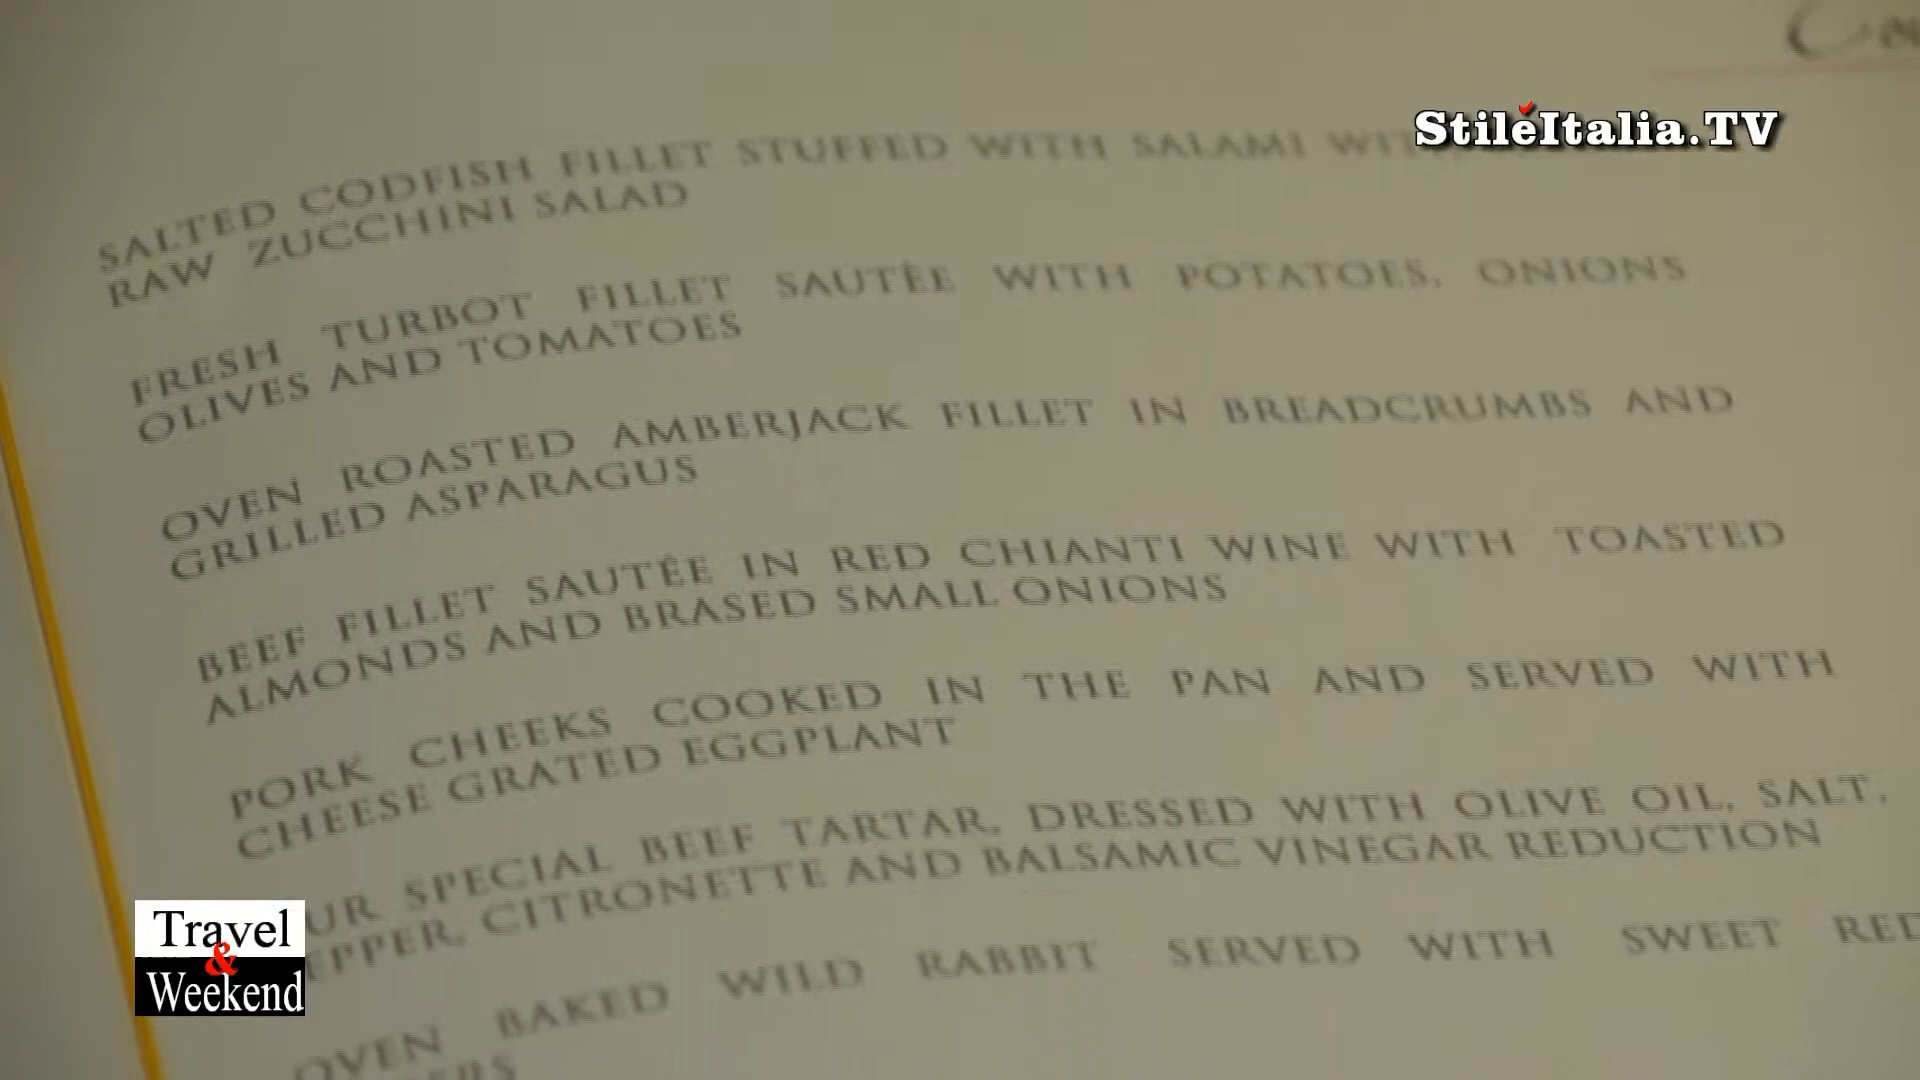 StileItalia.TV
SALTED CODFISH FILLET STUFFED WITH SALAMI
RAW ZUCCHINI SALAD
FRESH TURBOT FILLET SAUTÈE WITH POTATOES, ONIONS
OLIVES AND TOMATOES
OVEN ROASTED AMBERJACK FILLET IN BREADCRUMBS AND
GRILLED ASPARAGUS
BEEF FILLET SAUTÈE IN RED CHIANTI WINE WITH TOASTED
ALMONDS AND BRASED SMALL ONIONS
PORK CHEEKS COOKED IN THE PAN AND SERVED WITH
CHEESE GRATED EGGPLANT
UR SPECIAL BEEF TARTAR, DRESSED WITH OLIVE OIL, SALT,
EPPER, CITRONETTE AND BALSAMIC VINEGAR REDUCTION
OVEN BAKED WILD RABBIT SERVED WITH SWEET RED
Travel
&
Weekend